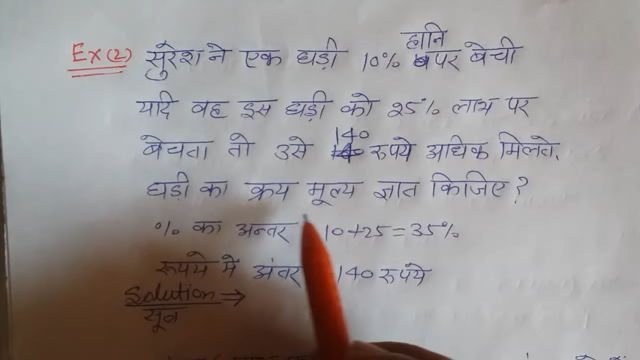 Ex(2) सुरेश ने एक घड़ी 10% हानि पर बेची
यदि वह इस घड़ी को 25% लाभ पर
बेचता तो उसे 140 रुपये अधिक मिलते.
घड़ी का क्रय मूल्य ज्ञात किजिए?
% का अन्तर 10+25=35%
रुपये में अंतर 140 रुपये
Solution ⇒
सूत्र